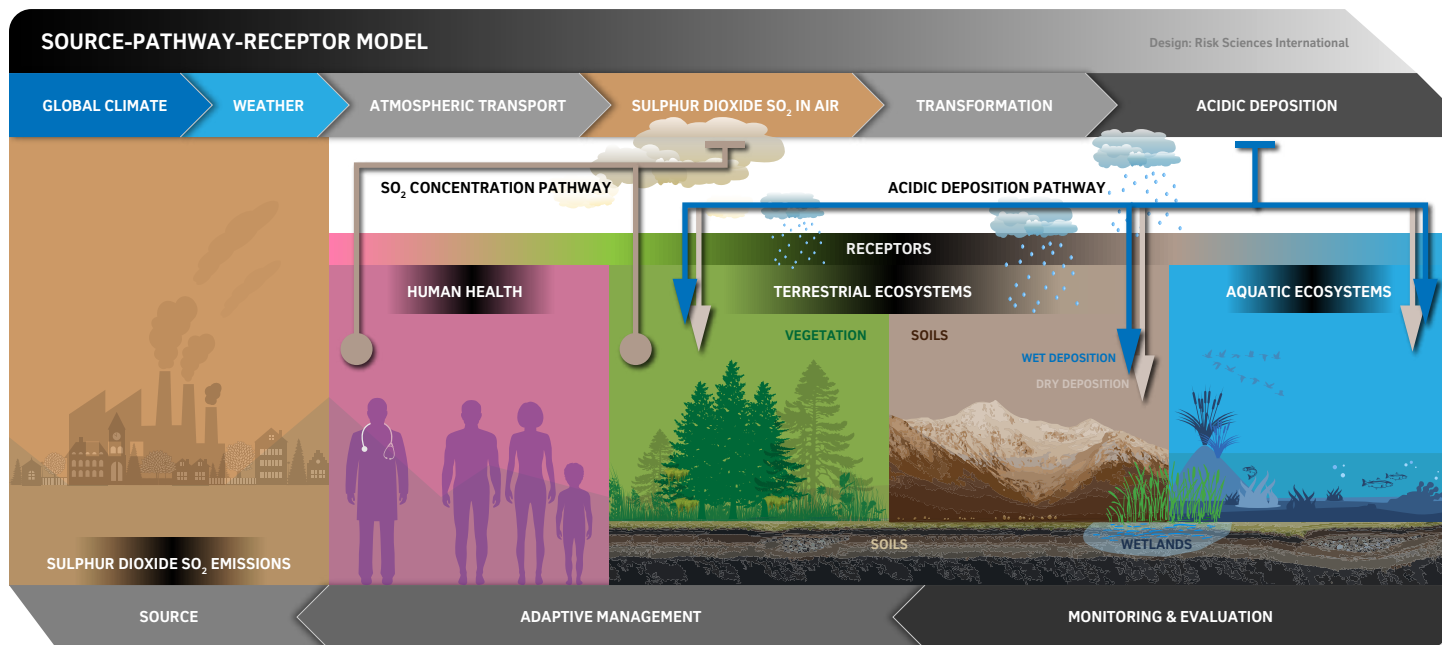 SOURCE-PATHWAY-RECEPTOR MODEL
Design: Risk Sciences International
GLOBAL CLIMATE
WEATHER
ATMOSPHERIC TRANSPORT
SULPHUR DIOXIDE SO₂ IN AIR
TRANSFORMATION
ACIDIC DEPOSITION
SO₂ CONCENTRATION PATHWAY
ACIDIC DEPOSITION PATHWAY
RECEPTORS
HUMAN HEALTH
TERRESTRIAL ECOSYSTEMS
AQUATIC ECOSYSTEMS
VEGETATION
SOILS
WET DEPOSITION
DRY DEPOSITION
SOILS
WETLANDS
SULPHUR DIOXIDE SO₂ EMISSIONS
SOURCE
ADAPTIVE MANAGEMENT
MONITORING & EVALUATION